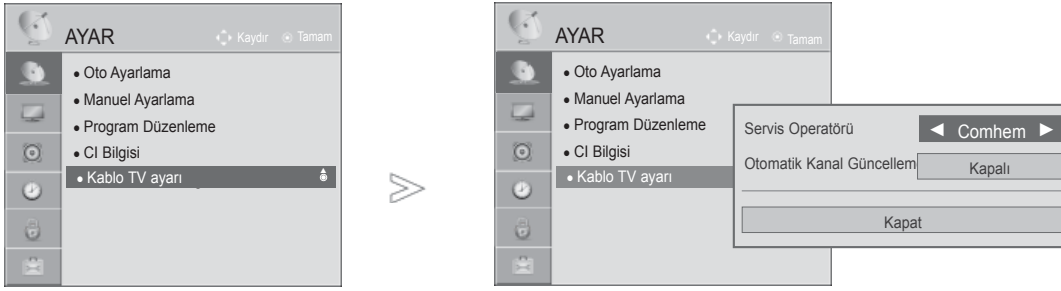 AYAR Kaydır Tamam
• Oto Ayarlama
• Manuel Ayarlama
• Program Düzenleme
• CI Bilgisi
• Kablo TV ayarı
AYAR Kaydır Tamam
• Oto Ayarlama
• Manuel Ayarlama
• Program Düzenleme
• CI Bilgisi
• Kablo TV ayarı
Servis Operatörü ◄ Comhem ►
Otomatik Kanal Güncellem Kapalı
Kapat